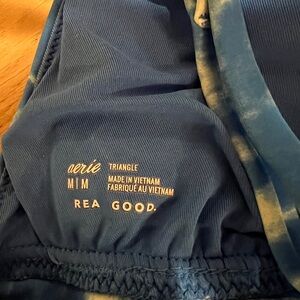 aerie TRIANGLE
M | M MADE IN VIETNAM
FABRIQUÉ AU VIETNAM
REA GOOD.